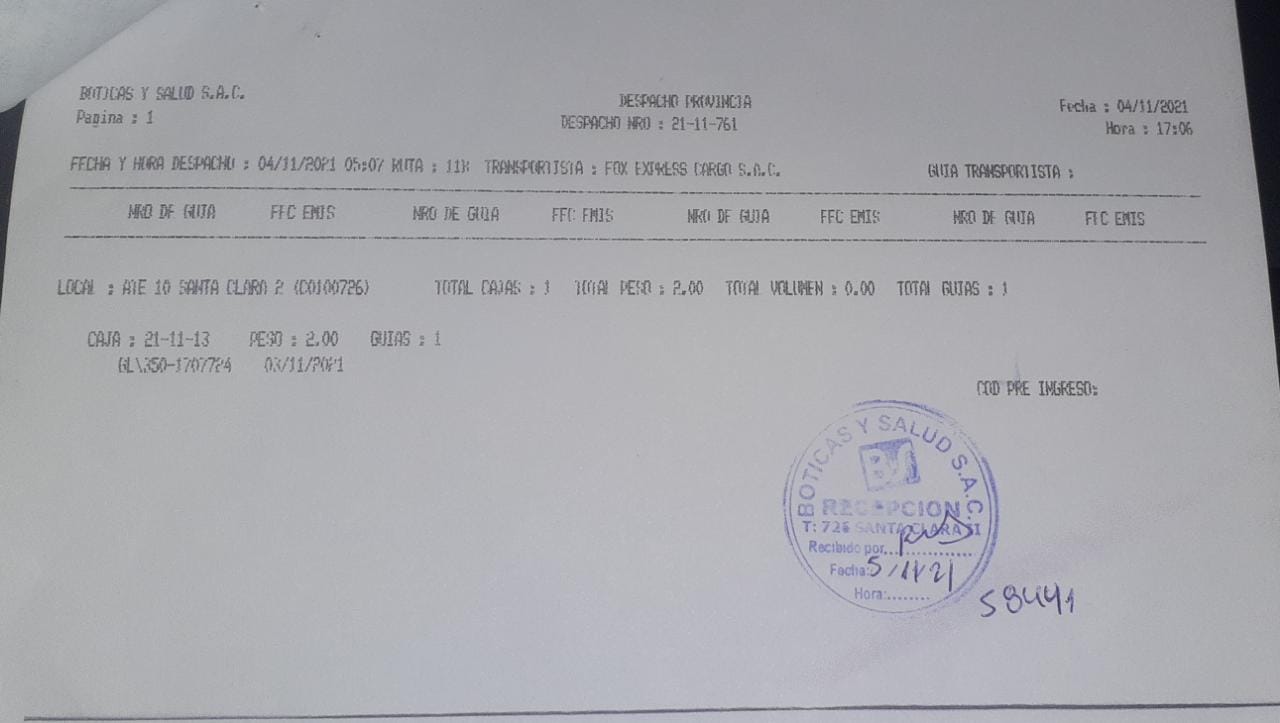 BOTICAS Y SALUD S.A.C.
DESPACHO PROVINCIA
Fecha : 04/11/2021
Pagina : 1
DESPACHO NRO : 21-11-761
Hora : 17:06
FECHA Y HORA DESPACHO : 04/11/2021 05:07 RUTA : 11K TRANSPORTISTA : FOX EXPRESS CARGO S.A.C.
GUIA TRANSPORTISTA :
NRO DE GUIA FEC EMIS NRO DE GUIA FEC EMIS NRO DE GUIA FEC EMIS NRO DE GUIA FEC EMIS
LOCAL : ATE 10 SANTA CLARA 2 (C0100726) TOTAL CAJAS : 1 TOTAL PESO : 2.00 TOTAL VOLUMEN : 0.00 TOTAL GUIAS : 1
CAJA : 21-11-13 PESO : 2.00 GUIAS : 1
GL\350-1707724 03/11/2021
COD PRE INGRESO:
BOTICAS Y SALUD S.A.C.
BS
RECEPCION
T: 726 SANTA CLARA II
Recibido por...............
Fecha: 5/11/21
Hora:........
58441